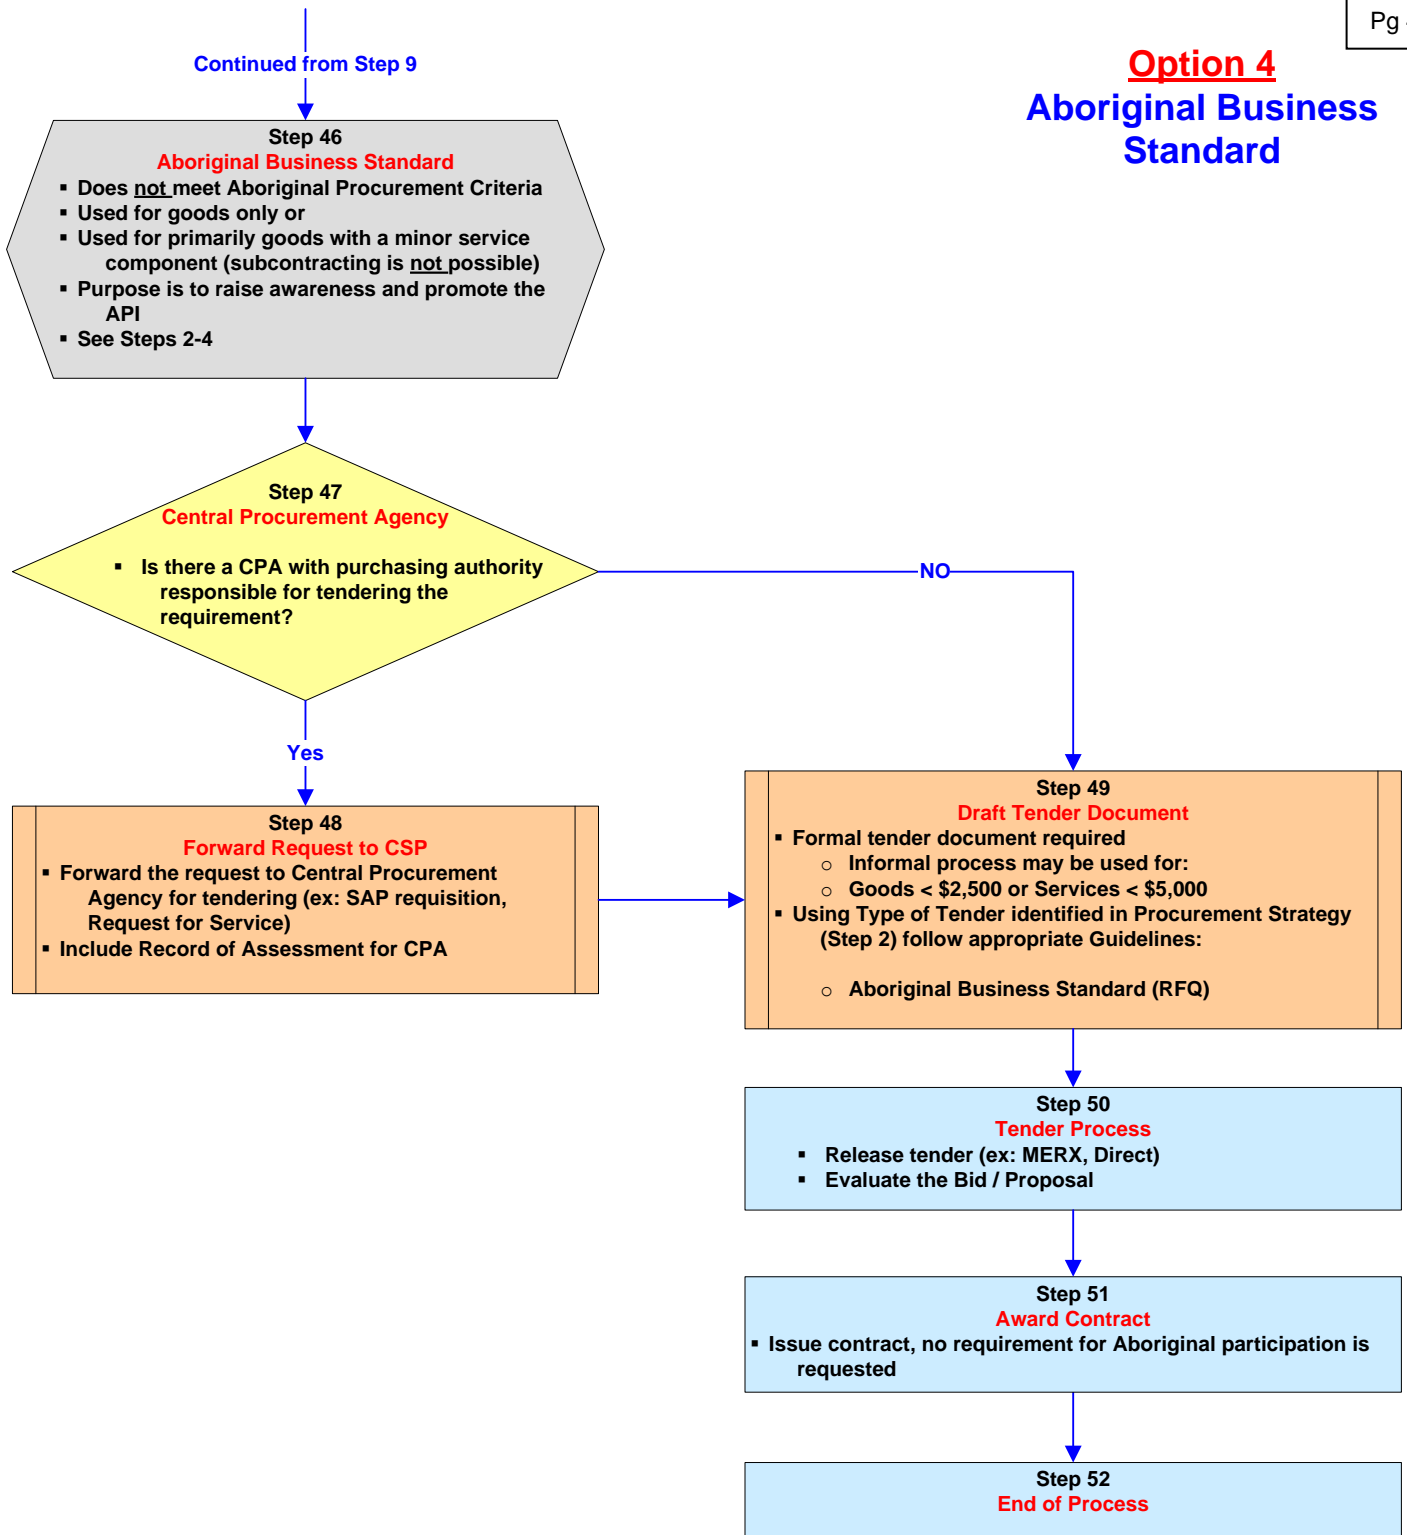 Pg
Option 4
Aboriginal Business
Standard
Continued from Step 9
Step 46
Aboriginal Business Standard
▪ Does not meet Aboriginal Procurement Criteria
▪ Used for goods only or
▪ Used for primarily goods with a minor service
component (subcontracting is not possible)
▪ Purpose is to raise awareness and promote the
API
▪ See Steps 2-4
Step 47
Central Procurement Agency
▪ Is there a CPA with purchasing authority
responsible for tendering the
requirement?
NO
Yes
Step 48
Forward Request to CSP
▪ Forward the request to Central Procurement
Agency for tendering (ex: SAP requisition,
Request for Service)
▪ Include Record of Assessment for CPA
Step 49
Draft Tender Document
▪ Formal tender document required
o Informal process may be used for:
o Goods < $2,500 or Services < $5,000
▪ Using Type of Tender identified in Procurement Strategy
(Step 2) follow appropriate Guidelines:
o Aboriginal Business Standard (RFQ)
Step 50
Tender Process
▪ Release tender (ex: MERX, Direct)
▪ Evaluate the Bid / Proposal
Step 51
Award Contract
▪ Issue contract, no requirement for Aboriginal participation is
requested
Step 52
End of Process